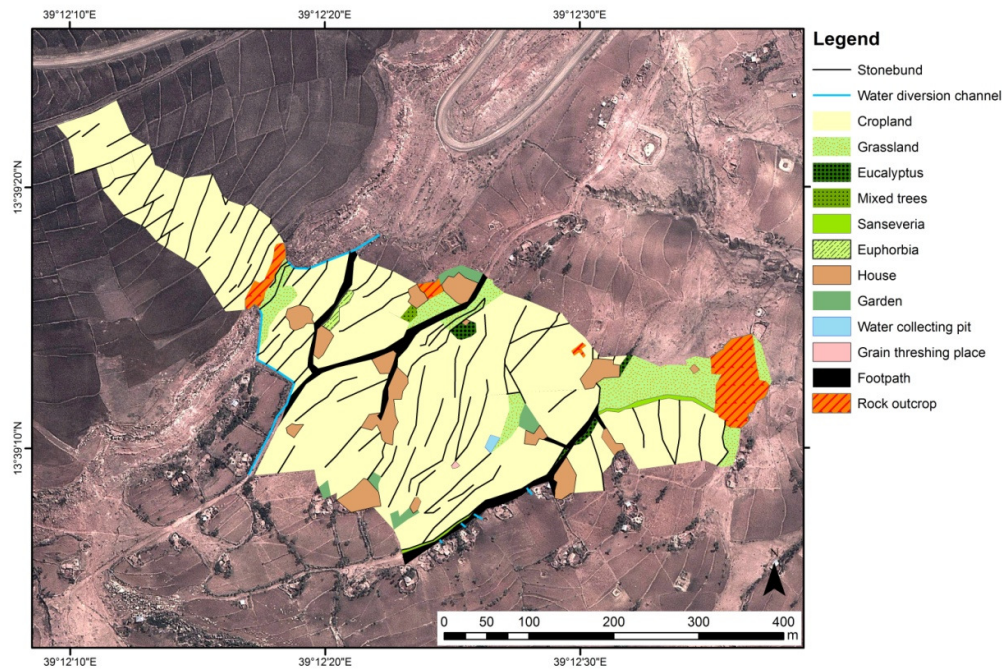 39°12'10"E 39°12'20"E 39°12'30"E
13°39'20"N
13°39'10"N
Legend
Stonebund
Water diversion channel
Cropland
Grassland
Eucalyptus
Mixed trees
Sanseveria
Euphorbia
House
Garden
Water collecting pit
Grain threshing place
Footpath
Rock outcrop
N
0 50 100 200 300 400
m
39°12'10"E 39°12'20"E 39°12'30"E